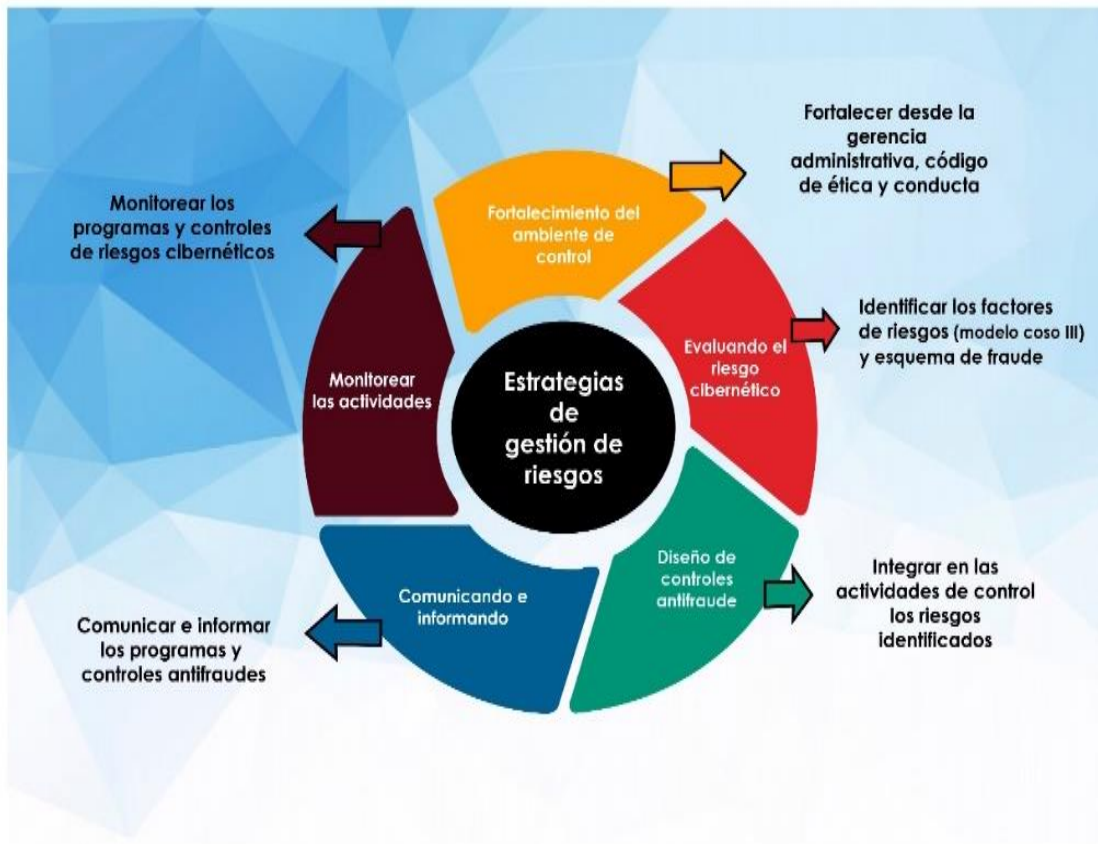 Fortalecer desde la
gerencia
administrativa, código
de ética y conducta
Fortalecimiento del
ambiente de
control
Monitorear los
programas y controles
de riesgos cibernéticos
Identificar los factores
de riesgos (modelo coso III)
y esquema de fraude
Evaluando el
riesgo
cibernético
Monitorear
las actividades
Estrategias
de
gestión de
riesgos
Diseño de
controles
antifraude
Integrar en las
actividades de control
los riesgos
identificados
Comunicando e
informando
Comunicar e informar
los programas y
controles antifraudes